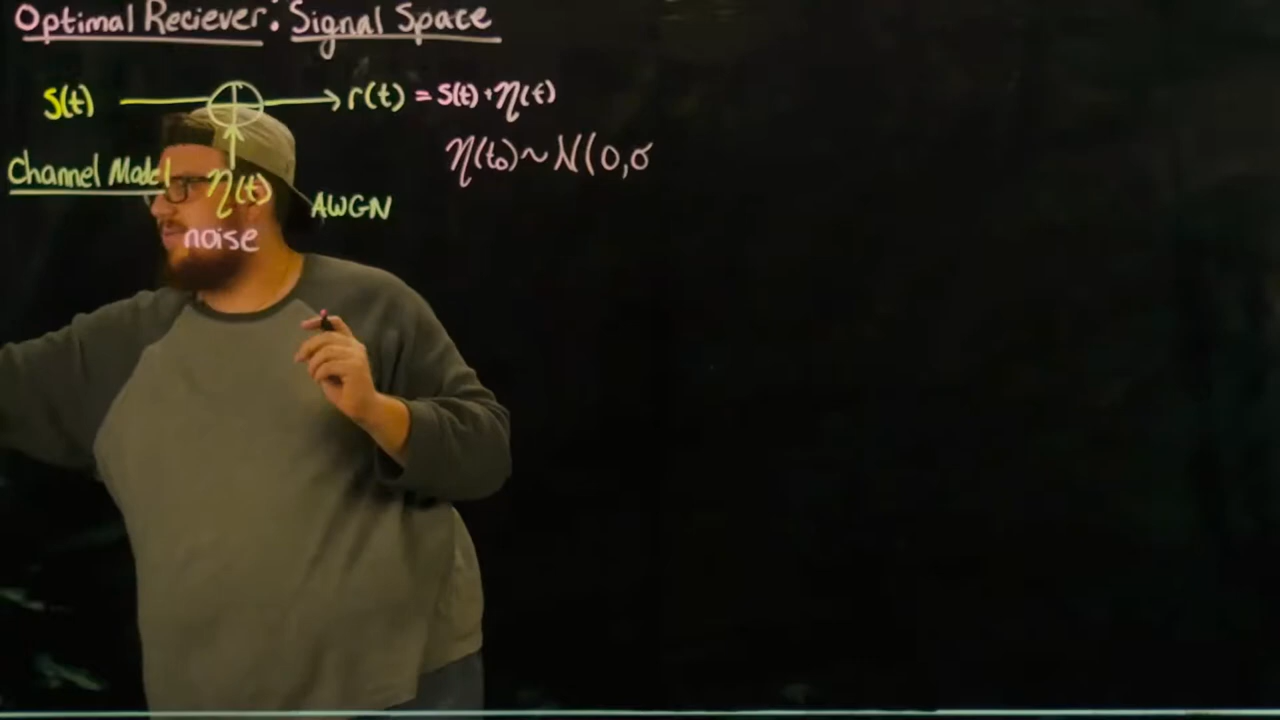 Optimal Reciever: Signal Space
S(t) r(t) = S(t) + η(t)
η(t₀) ~ N(0,σ
Channel Model η(t) AWGN
noise